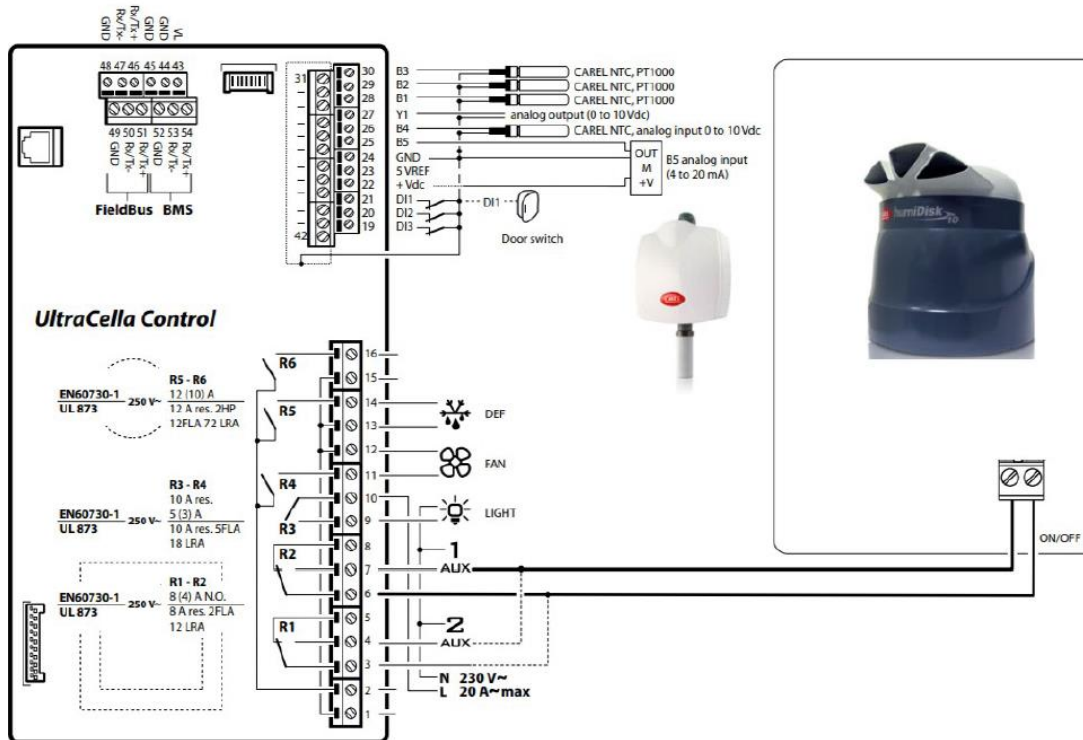 GND
Rx/Tx-
Rx/Tx+
GND
GND
VL
48 47 46 45 44 43
49 50 51 52 53 54
GND
Rx/Tx-
Rx/Tx+
GND
Rx/Tx-
Rx/Tx+
FieldBus BMS
31
42
30 B3 CAREL NTC, PT1000
29 B2 CAREL NTC, PT1000
28 B1 CAREL NTC, PT1000
27 Y1 analog output (0 to 10 Vdc)
26 B4 CAREL NTC, analog input 0 to 10 Vdc
25 B5
24 GND
23 5 VREF
22 + Vdc
21 DI1
20 DI2
19 DI3
OUT
M
+V
B5 analog input
(4 to 20 mA)
DI1
Door switch
humiDisk 10
UltraCella Control
EN60730-1
UL 873
250 V~
R5 - R6
12 (10) A
12 A res. 2HP
12FLA 72 LRA
EN60730-1
UL 873
250 V~
R3 - R4
10 A res.
5 (3) A
10 A res. 5FLA
18 LRA
EN60730-1
UL 873
250 V~
R1 - R2
8 (4) A N.O.
8 A res. 2FLA
12 LRA
R6
R5
R4
R3
R2
R1
16
15
14
13
12
11
10
9
8
7
6
5
4
3
2
1
DEF
FAN
LIGHT
1
AUX
2
AUX
N 230 V~
L 20 A~max
ON/OFF